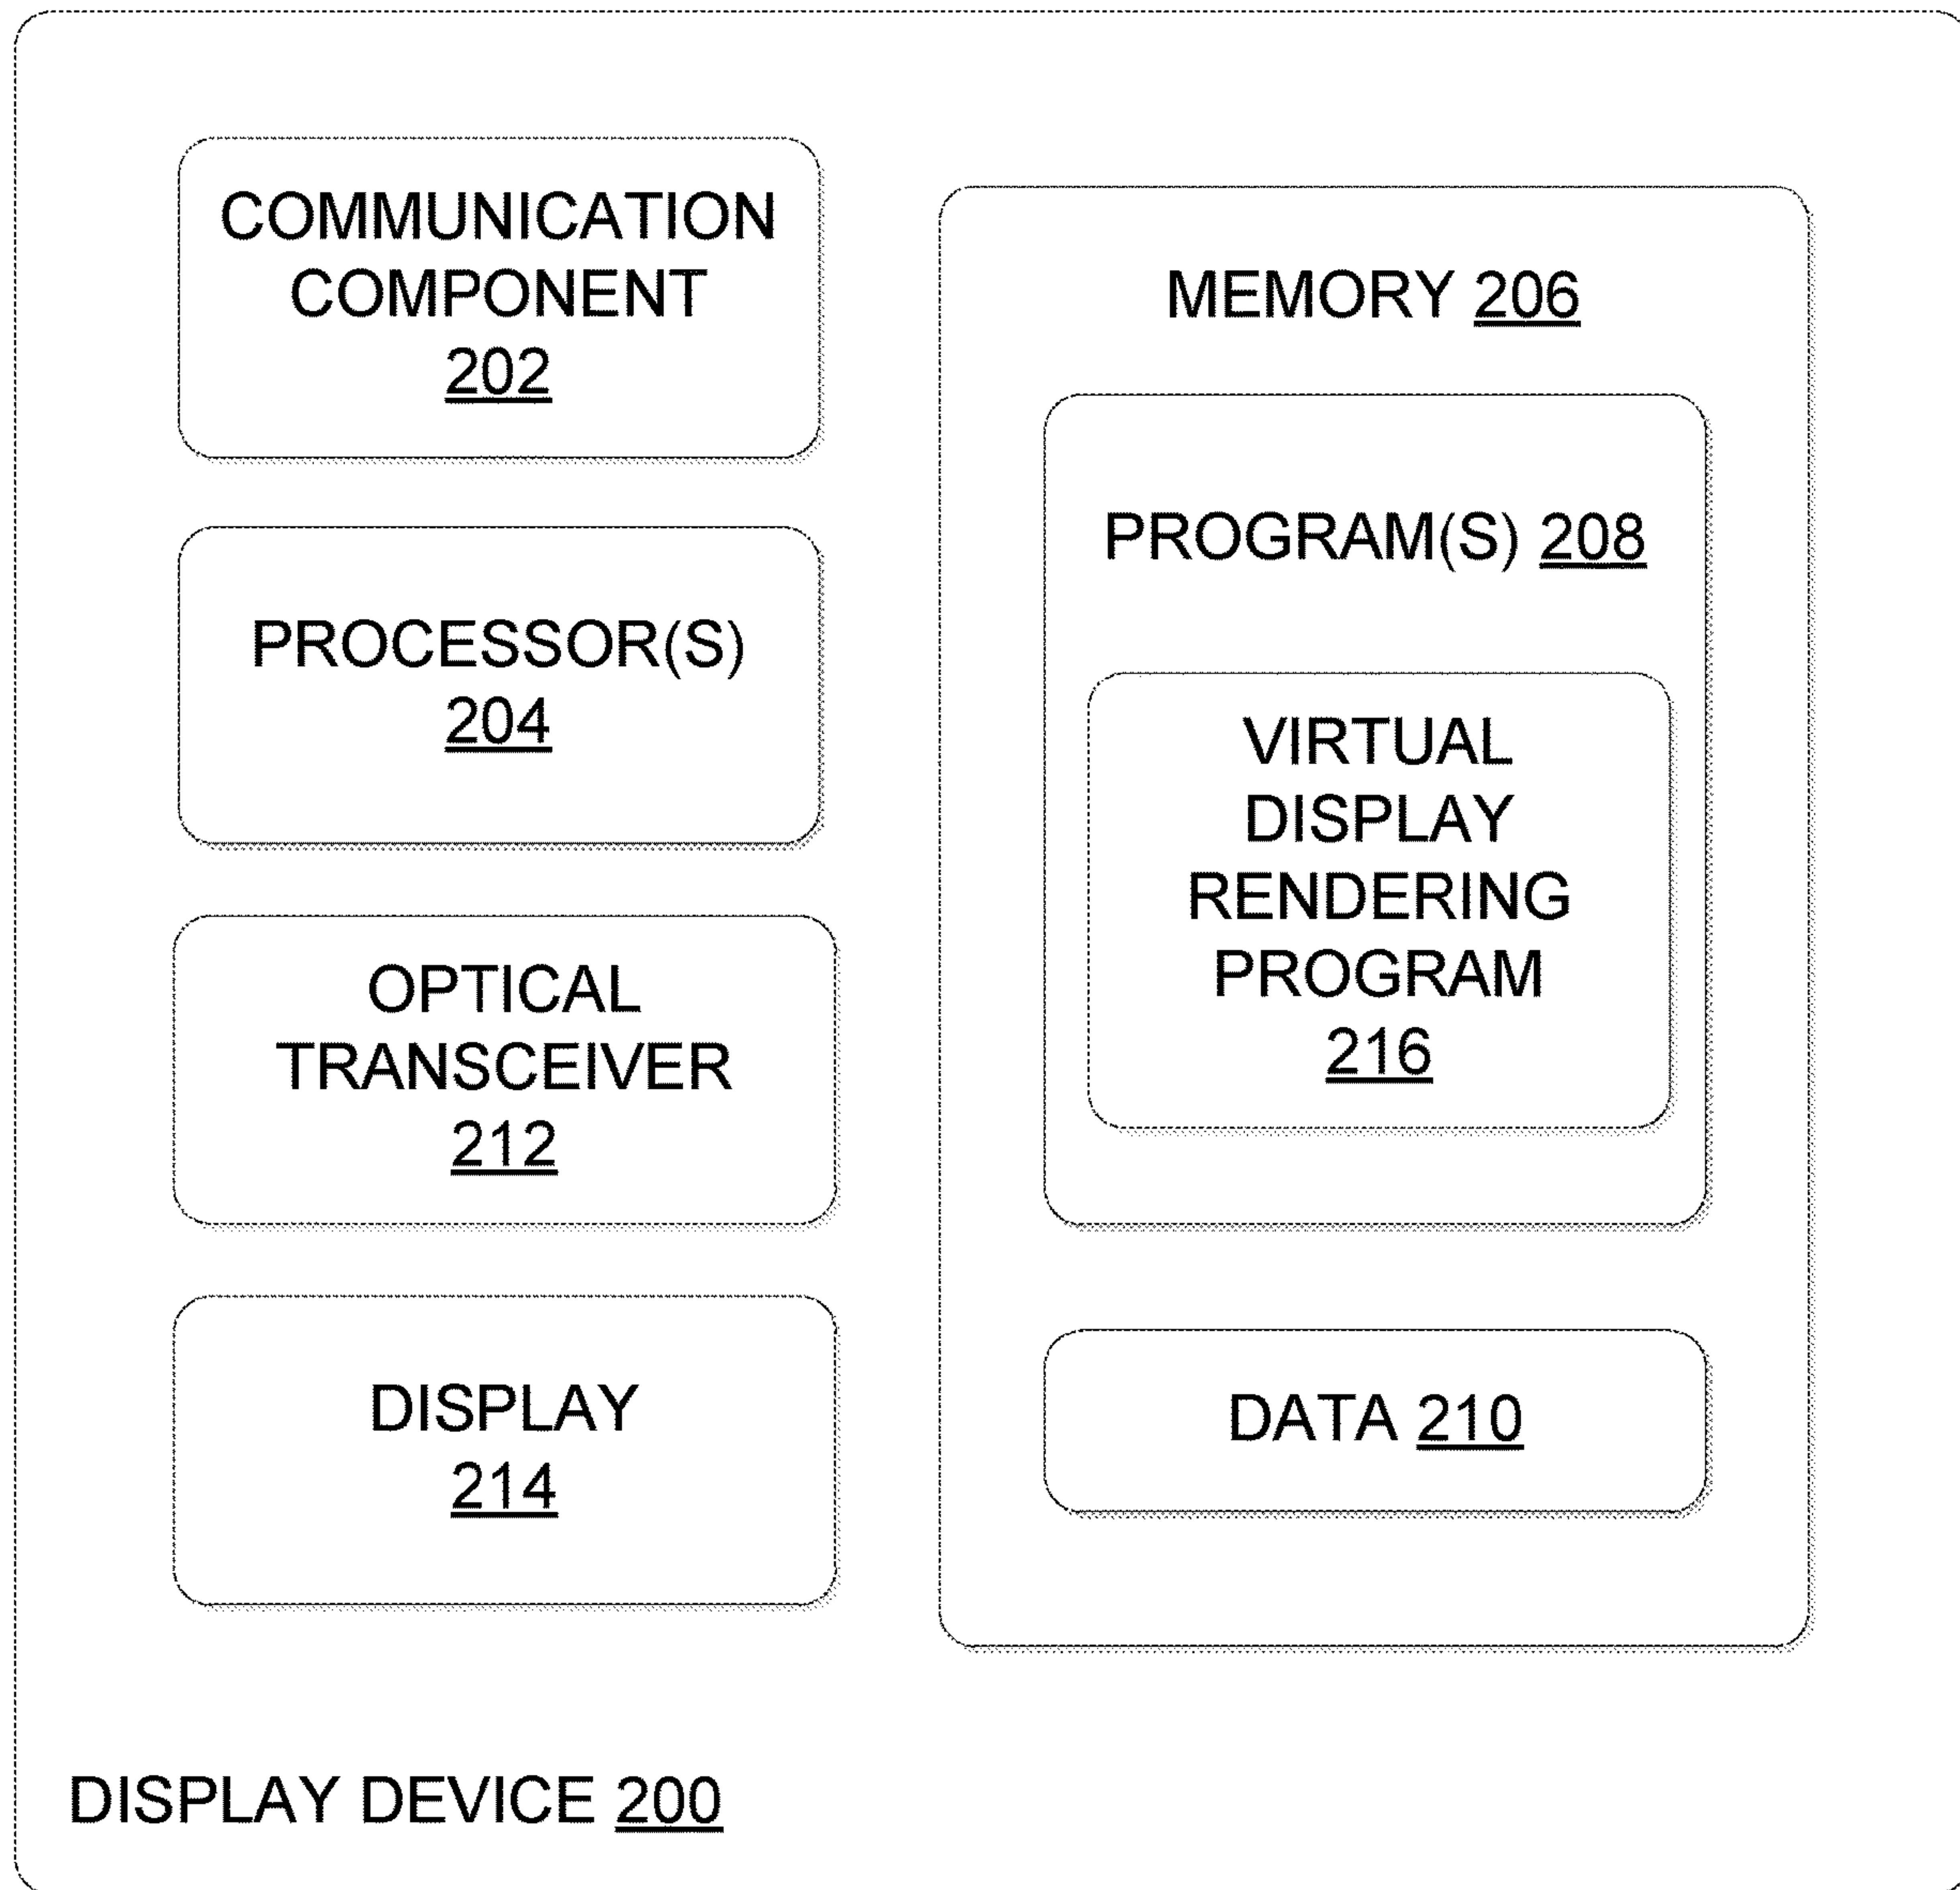 COMMUNICATION
COMPONENT
202
PROCESSOR(S)
204
OPTICAL
TRANSCEIVER
212
DISPLAY
214
MEMORY 206
PROGRAM(S) 208
VIRTUAL
DISPLAY
RENDERING
PROGRAM
216
DATA 210
DISPLAY DEVICE 200